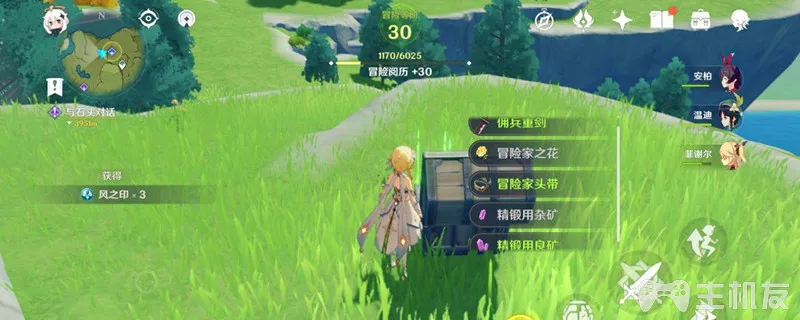 N
冒险等阶
30
1170/6025
冒险阅历 +30
与石头对话
395m
获得
风之印 × 3
佣兵重剑
冒险家之花
冒险家头带
精锻用杂矿
精锻用良矿
安柏
温迪
菲谢尔
主机友